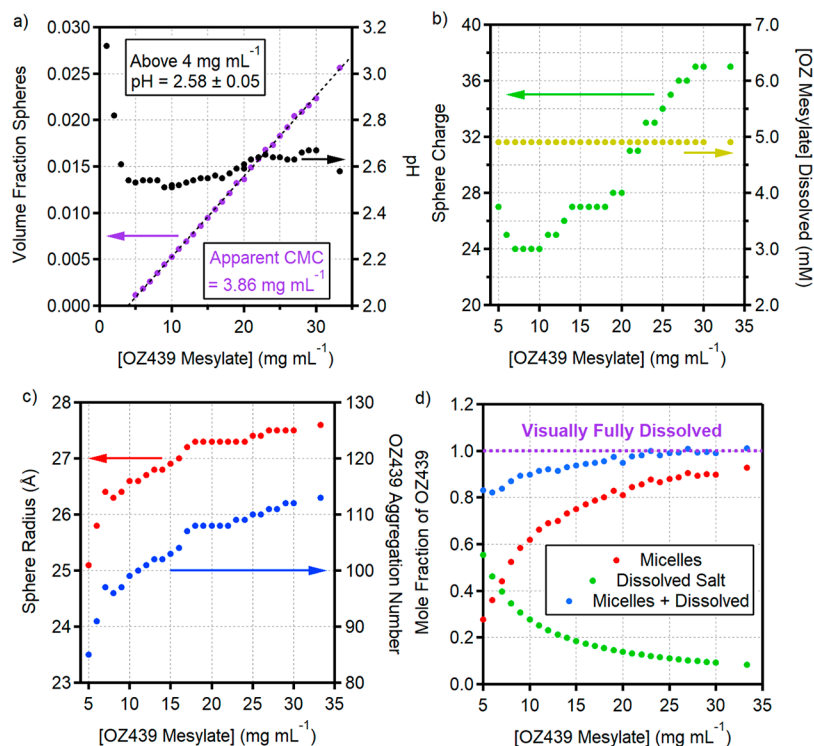 a)
0.030
0.025
0.020
0.015
0.010
0.005
0.000
Volume Fraction Spheres
Above 4 mg mL⁻¹
pH = 2.58 ± 0.05
Apparent CMC
= 3.86 mg mL⁻¹
3.2
3.0
2.8
2.6
2.4
2.2
2.0
pH
0 10 20 30
[OZ439 Mesylate] (mg mL⁻¹)
b)
40
36
32
28
24
20
Sphere Charge
7.0
6.0
5.0
4.0
3.0
2.0
[OZ Mesylate] Dissolved
(mM)
5 10 15 20 25 30 35
[OZ439 Mesylate] (mg mL⁻¹)
c)
28
27
26
25
24
23
Sphere Radius (Å)
130
120
110
100
90
80
OZ439 Aggregation Number
5 10 15 20 25 30 35
[OZ439 Mesylate] (mg mL⁻¹)
d)
1.2
1.0
0.8
0.6
0.4
0.2
0.0
Mole Fraction of OZ439
Visually Fully Dissolved
Micelles
Dissolved Salt
Micelles + Dissolved
5 10 15 20 25 30 35
[OZ439 Mesylate] (mg mL⁻¹)